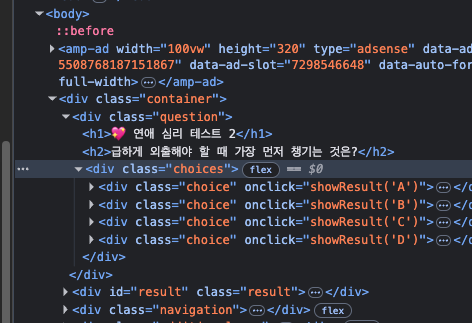 <body>
::before
<amp-ad width="100vw" height="320" type="adsense" data-ad
5508768187151867" data-ad-slot="7298546648" data-auto-for
full-width> … </amp-ad>
<div class="container">
<div class="question">
<h1>💖 연애 심리 테스트 2</h1>
<h2>급하게 외출해야 할 때 가장 먼저 챙기는 것은?</h2>
… <div class="choices"> flex == $0
<div class="choice" onclick="showResult('A')"> … </d
<div class="choice" onclick="showResult('B')"> … </d
<div class="choice" onclick="showResult('C')"> … </d
<div class="choice" onclick="showResult('D')"> … </d
</div>
</div>
<div id="result" class="result"> … </div>
<div class="navigation"> … </div> flex